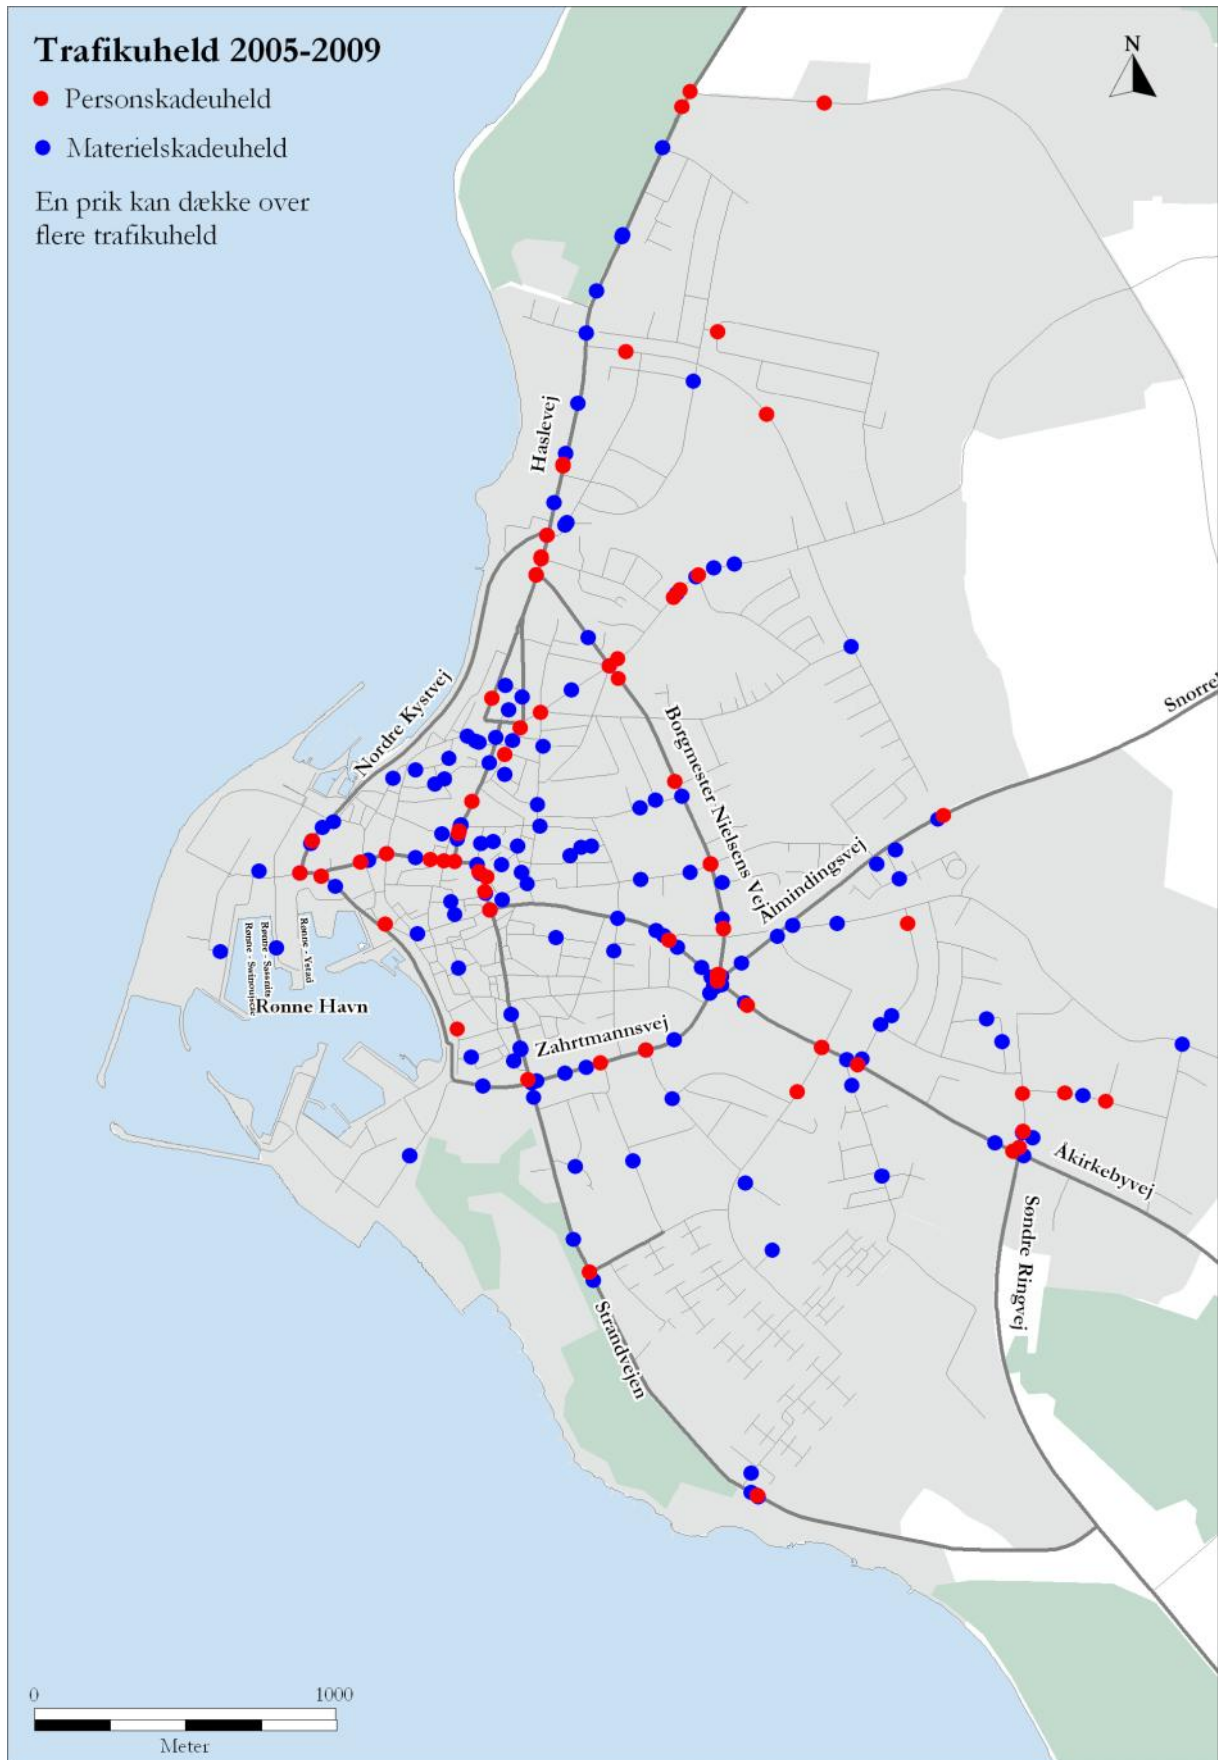 Trafikuheld 2005-2009
Personskadeuheld
Materielskadeuheld
En prik kan dække over
flere trafikuheld
N
Haslevej
Nordre Kystvej
Borgmester Nielsens Vej
Snorre
Almindingsvej
Rønne - Ystad
Rønne - Sassnitz
Rønne - Swinoujscie
Rønne Havn
Zahrtmannsvej
Åkirkebyvej
Søndre Ringvej
Strandvejen
0 1000
Meter